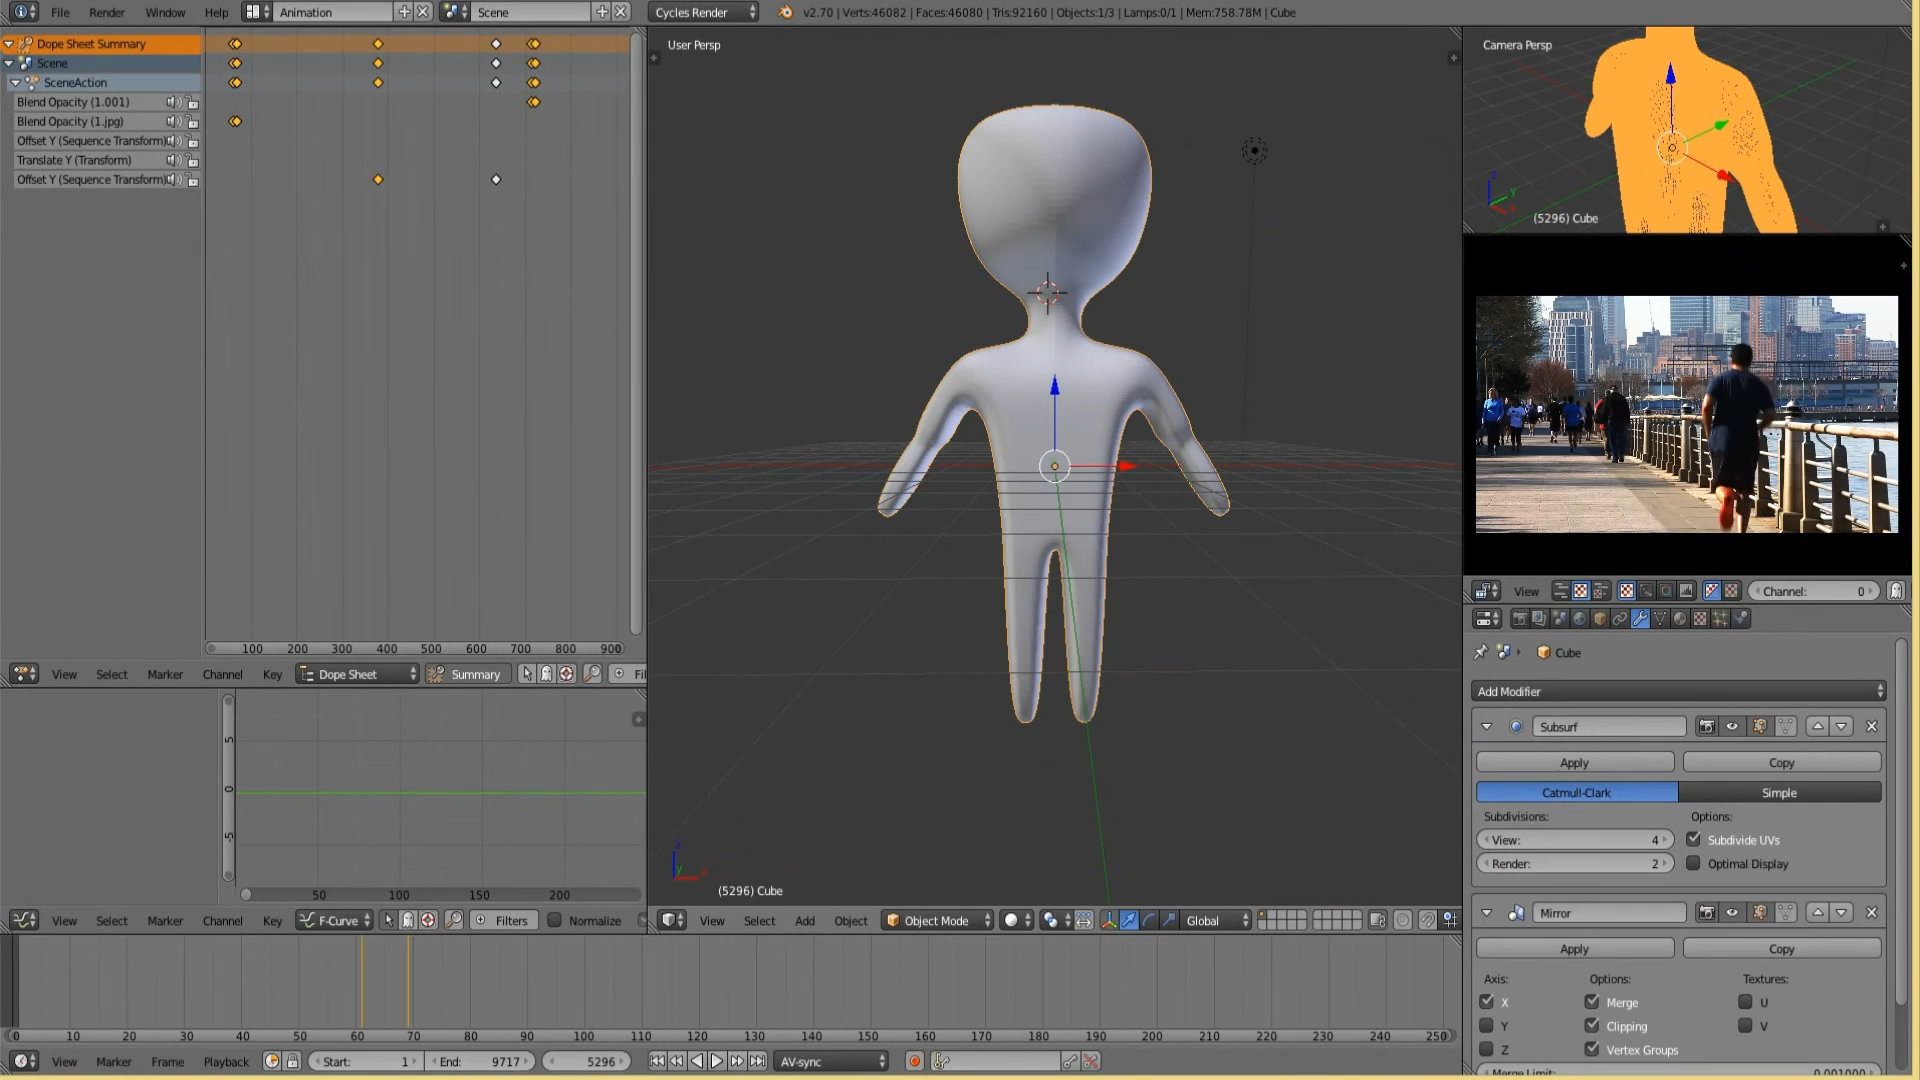 File Render Window Help Animation Scene Cycles Render v2.70 | Verts:46082 | Faces:46080 | Tris:92160 | Objects:1/3 | Lamps:0/1 | Mem:758.78M | Cube
Dope Sheet Summary
Scene
SceneAction
Blend Opacity (1.001)
Blend Opacity (1.jpg)
Offset Y (Sequence Transform)
Translate Y (Transform)
Offset Y (Sequence Transform)
100 200 300 400 500 600 700 800 900
View Select Marker Channel Key Dope Sheet Summary Fil
5
0
-5
50 100 150 200
View Select Marker Channel Key F-Curve Filters Normalize
User Persp
z
y
x
(5296) Cube
View Select Add Object Object Mode Global
Camera Persp
z
y
x
(5296) Cube
View Channel: 0
Cube
Add Modifier
Subsurf
Apply Copy
Catmull-Clark Simple
Subdivisions: Options:
View: 4 Subdivide UVs
Render: 2 Optimal Display
Mirror
Apply Copy
Axis: Options: Textures:
X Merge U
Y Clipping V
Z Vertex Groups
Merge Limit: 0.001000
0 10 20 30 40 50 60 70 80 90 100 110 120 130 140 150 160 170 180 190 200 210 220 230 240 250
View Marker Frame Playback Start: 1 End: 9717 5296 AV-sync